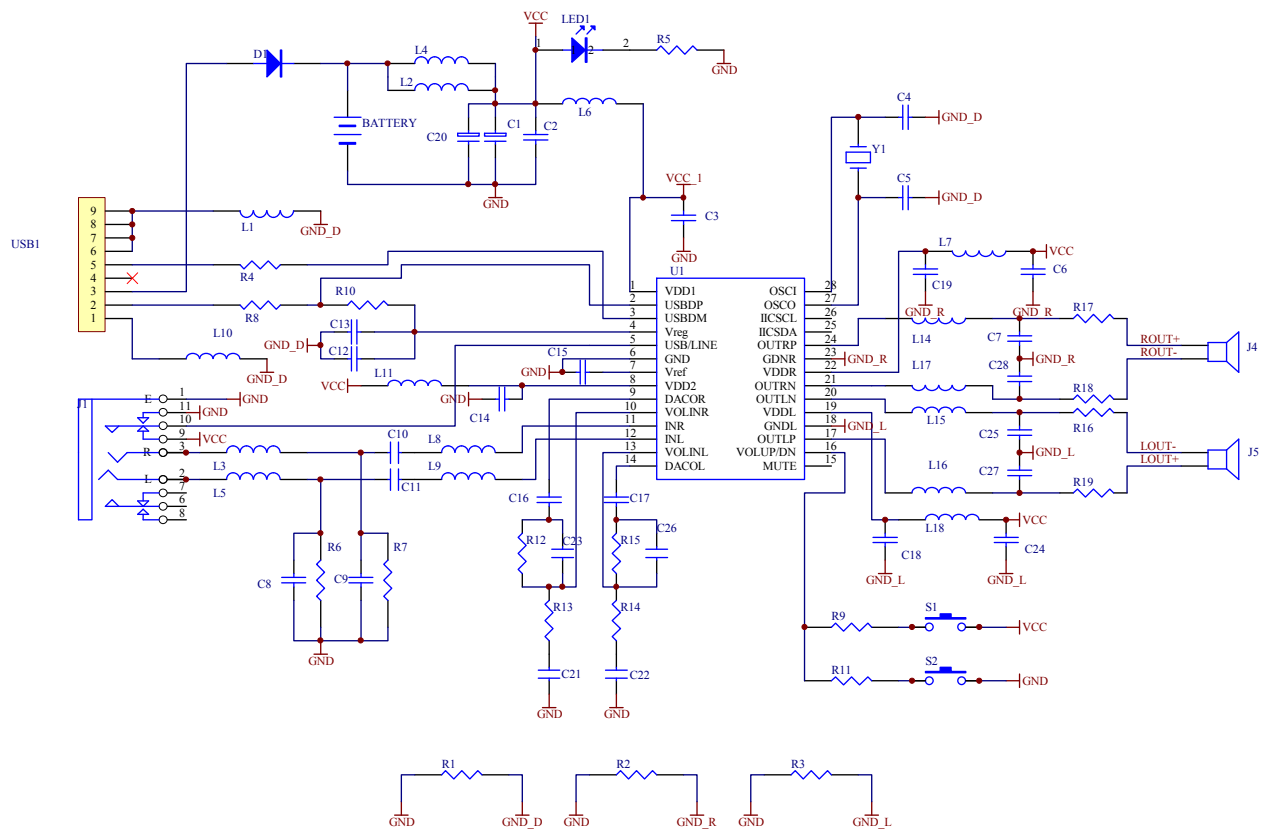 VCC
LED1
1
2
2
R5
GND
D1
L4
L2
BATTERY
C20
C1
C2
L6
GND
C4
GND_D
Y1
C5
GND_D
VCC_1
C3
GND
USB1
9
8
7
6
5
4
3
2
1
L1
GND_D
R4
R8
R10
L10
GND_D
C13
C12
GND_D
VCC
L11
GND
C14
GND
C15
U1
1 VDD1
2 USBDP
3 USBDM
4 Vreg
5 USB/LINE
6 GND
7 Vref
8 VDD2
9 DACOR
10 VOLINR
11 INR
12 INL
13 VOLINL
14 DACOL
OSCI 28
OSCO 27
IICSCL 26
IICSDA 25
OUTRP 24
GDNR 23
VDDR 22
OUTRN 21
OUTLN 20
VDDL 19
GNDL 18
OUTLP 17
VOLUP/DN 16
MUTE 15
L7
VCC
C19
C6
GND_R
GND_R
L14
R17
C7
GND_R
GND_R
C28
L17
R18
ROUT+
ROUT-
J4
L15
R16
C25
GND_L
GND_L
C27
L16
R19
LOUT-
LOUT+
J5
L18
VCC
C18
C24
GND_L
GND_L
J1
E
1
GND
11
GND
10
9
VCC
R
3
L
2
7
6
8
L3
L5
C10
C11
L8
L9
C8
R6
C9
R7
GND
C16
R12
C23
R13
C21
GND
C17
R15
C26
R14
C22
GND
R9
S1
VCC
R11
S2
GND
R1
GND
GND_D
R2
GND
GND_R
R3
GND
GND_L